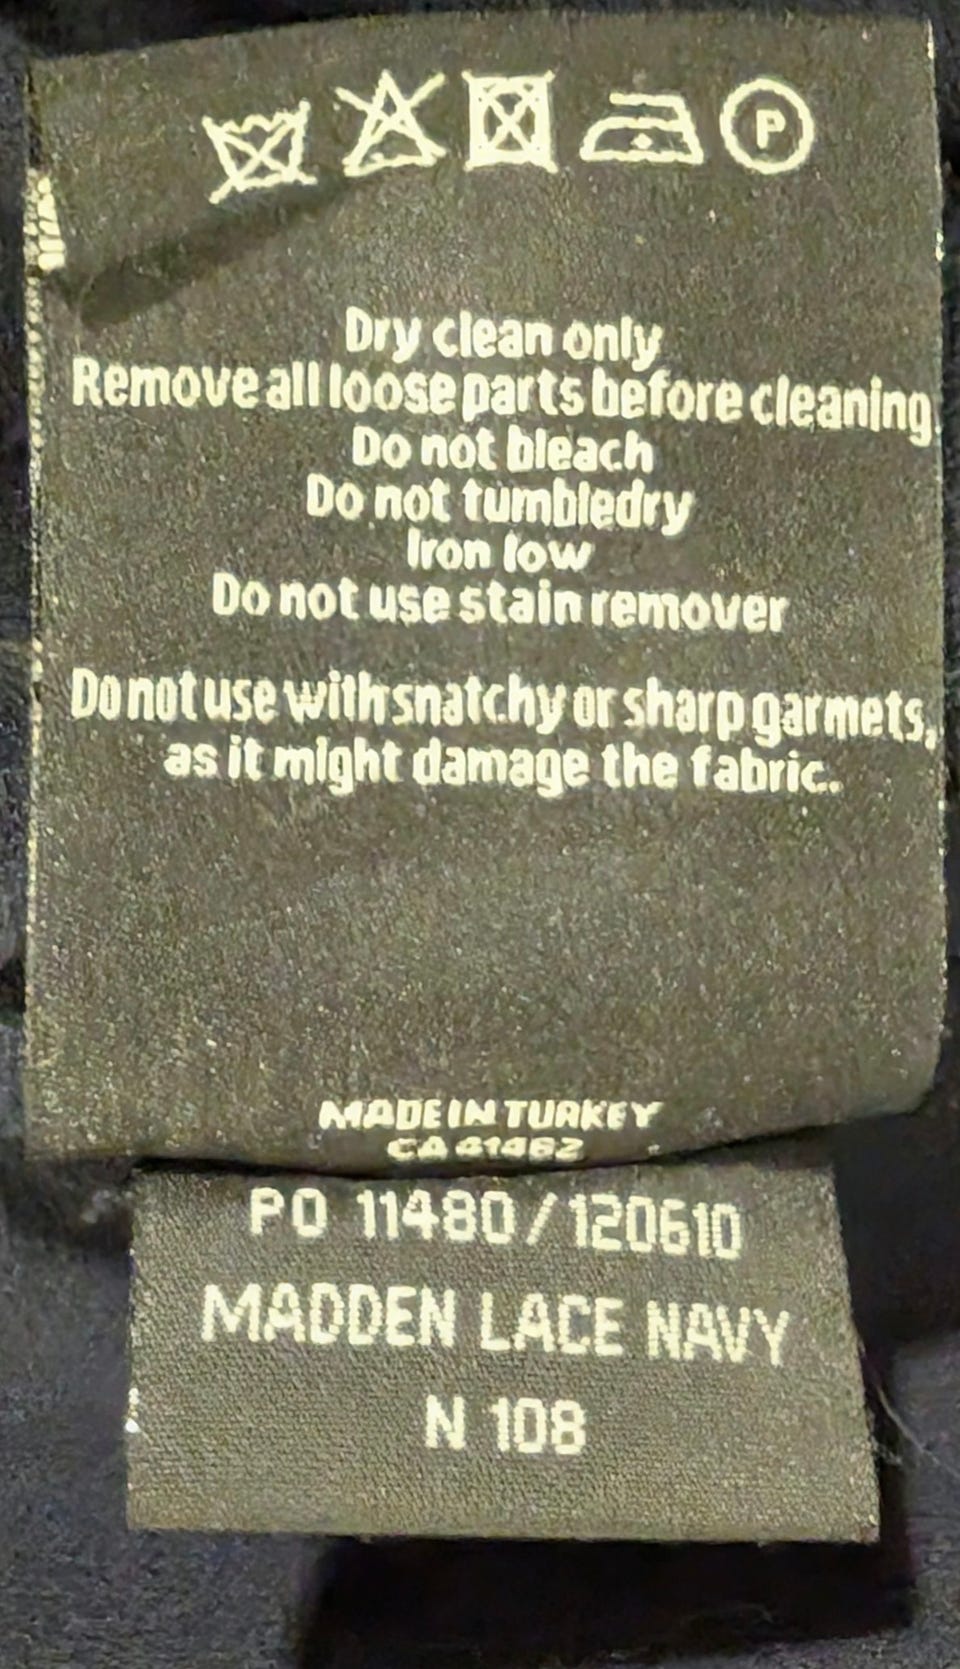 P
Dry clean only
Remove all loose parts before cleaning.
Do not bleach
Do not tumbledry
Iron low
Do not use stain remover
Do not use with snatchy or sharp garmets,
as it might damage the fabric.
MADE IN TURKEY
CA 41462
PO 11480/120610
MADDEN LACE NAVY
N 108